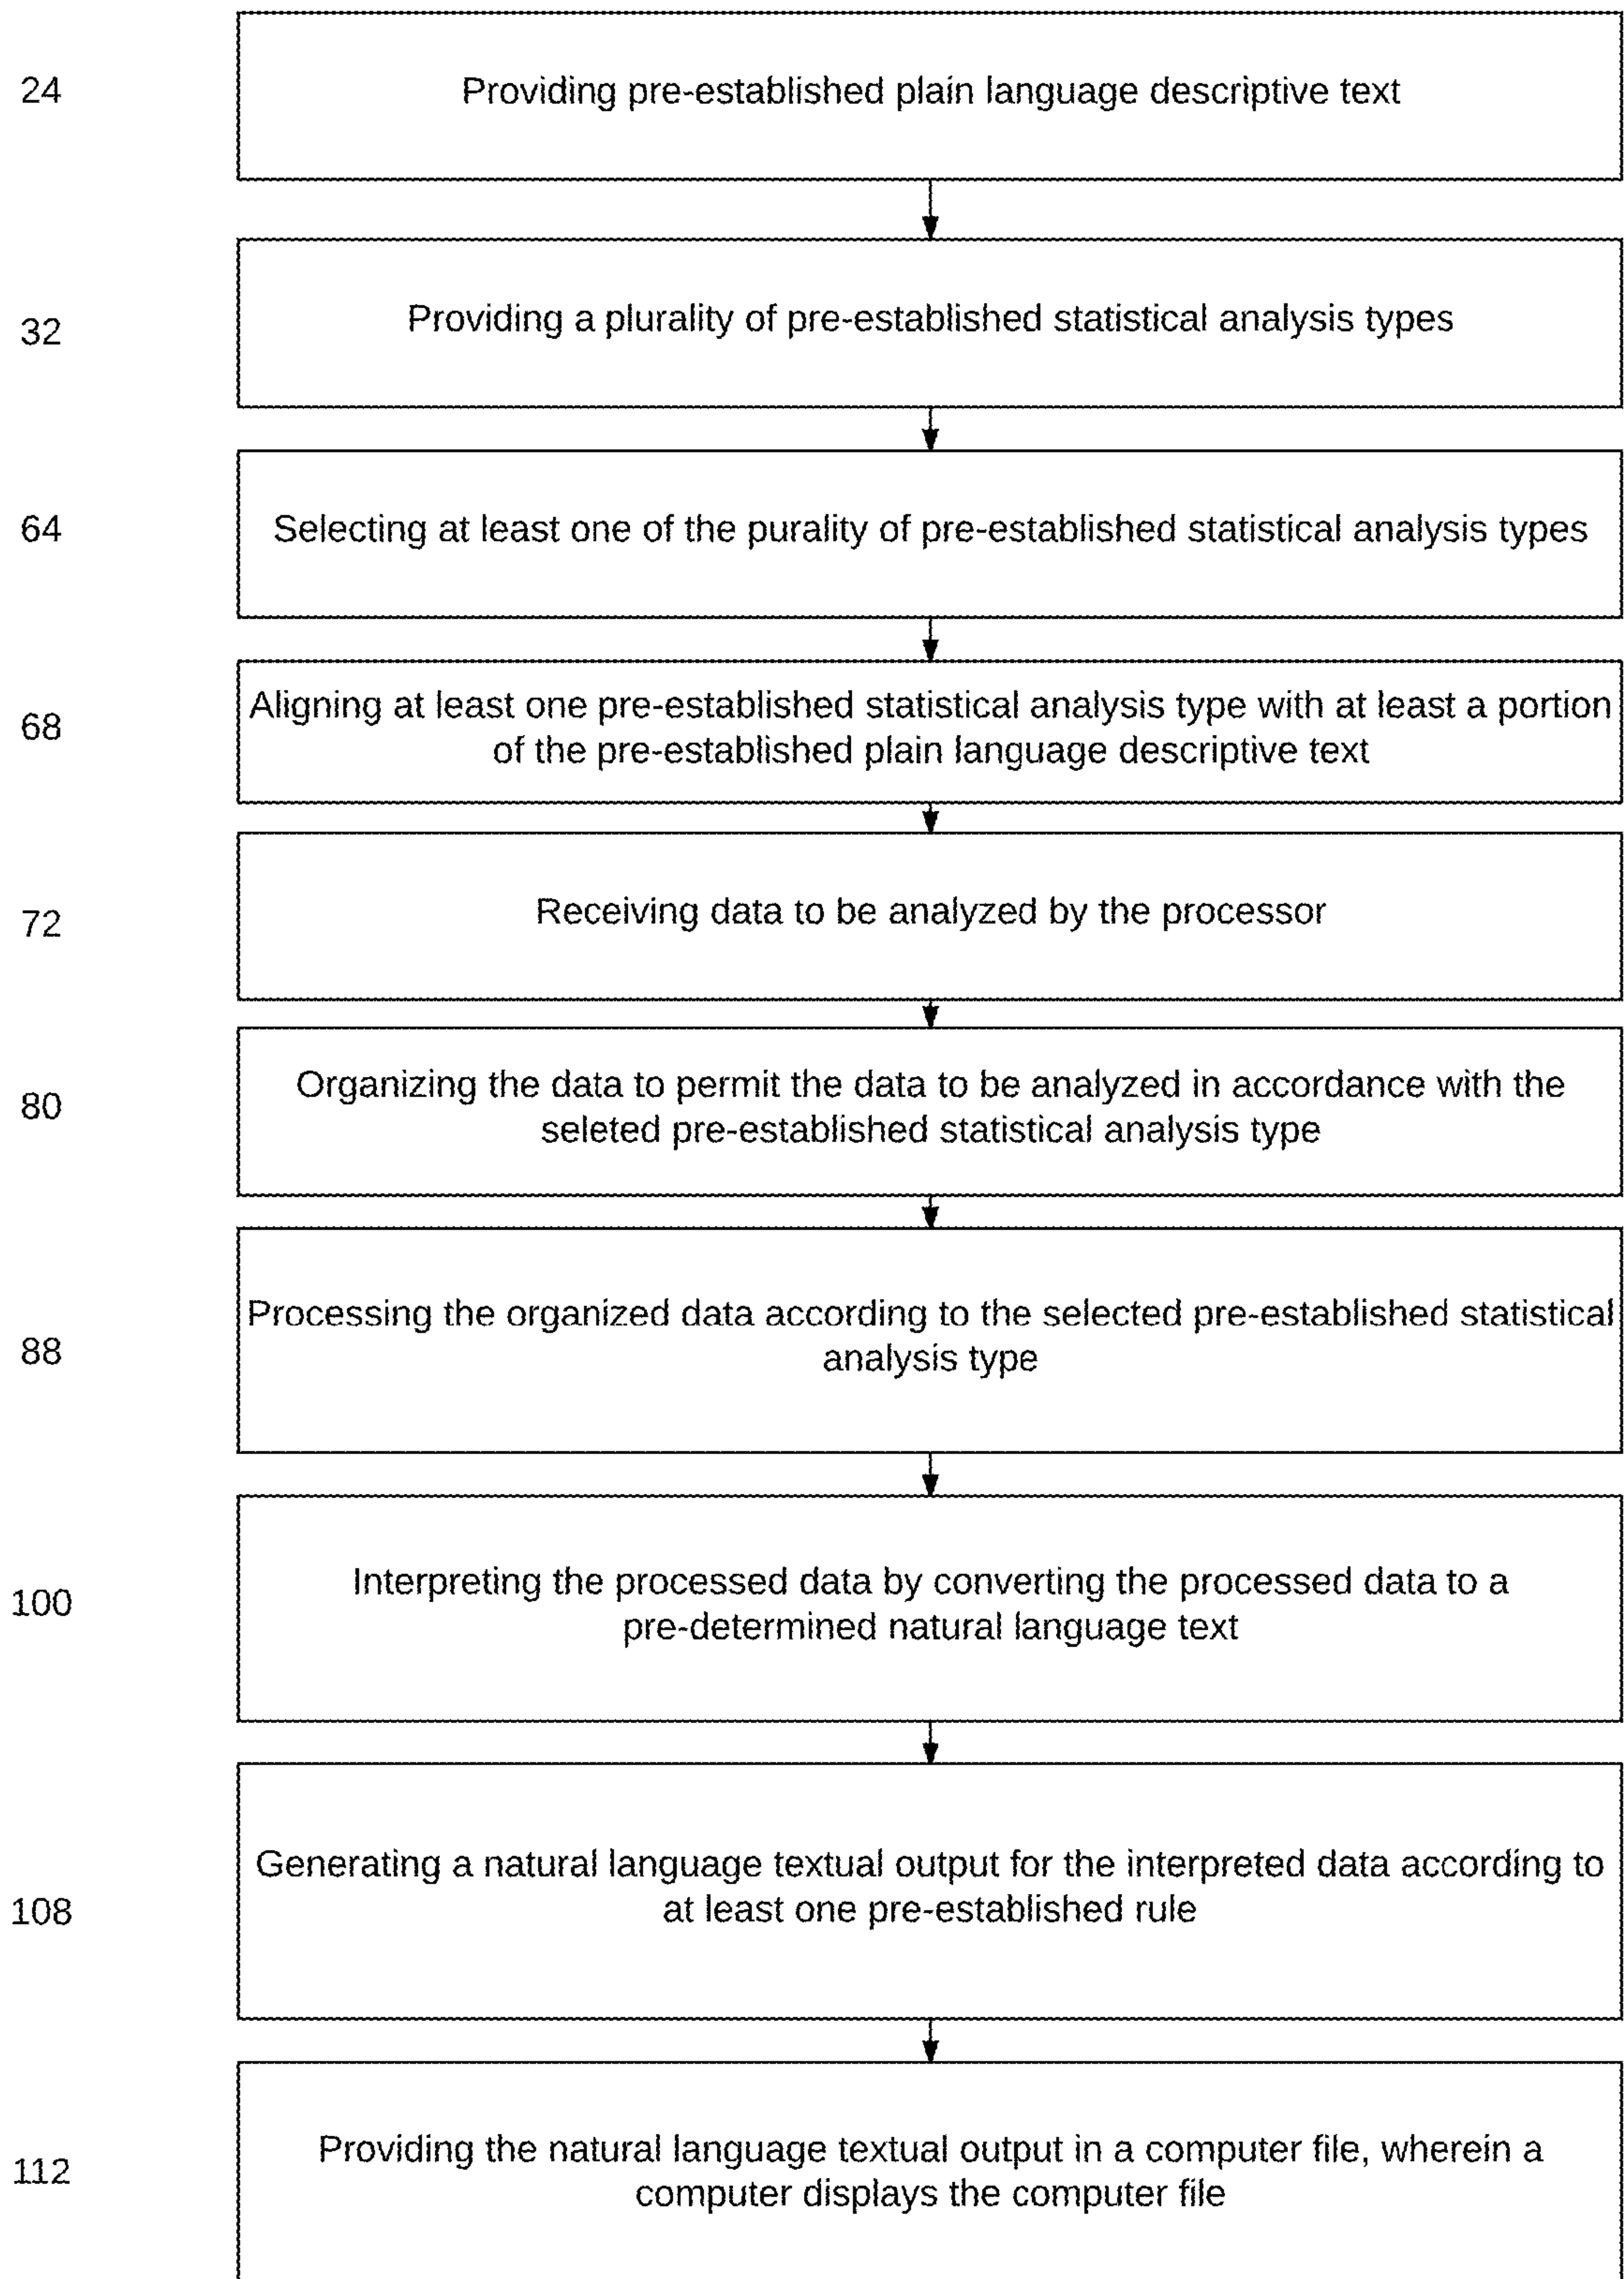 24
Providing pre-established plain language descriptive text
32
Providing a plurality of pre-established statistical analysis types
64
Selecting at least one of the purality of pre-established statistical analysis types
68
Aligning at least one pre-established statistical analysis type with at least a portion
of the pre-established plain language descriptive text
72
Receiving data to be analyzed by the processor
80
Organizing the data to permit the data to be analyzed in accordance with the
seleted pre-established statistical analysis type
88
Processing the organized data according to the selected pre-established statistical
analysis type
100
Interpreting the processed data by converting the processed data to a
pre-determined natural language text
108
Generating a natural language textual output for the interpreted data according to
at least one pre-established rule
112
Providing the natural language textual output in a computer file, wherein a
computer displays the computer file